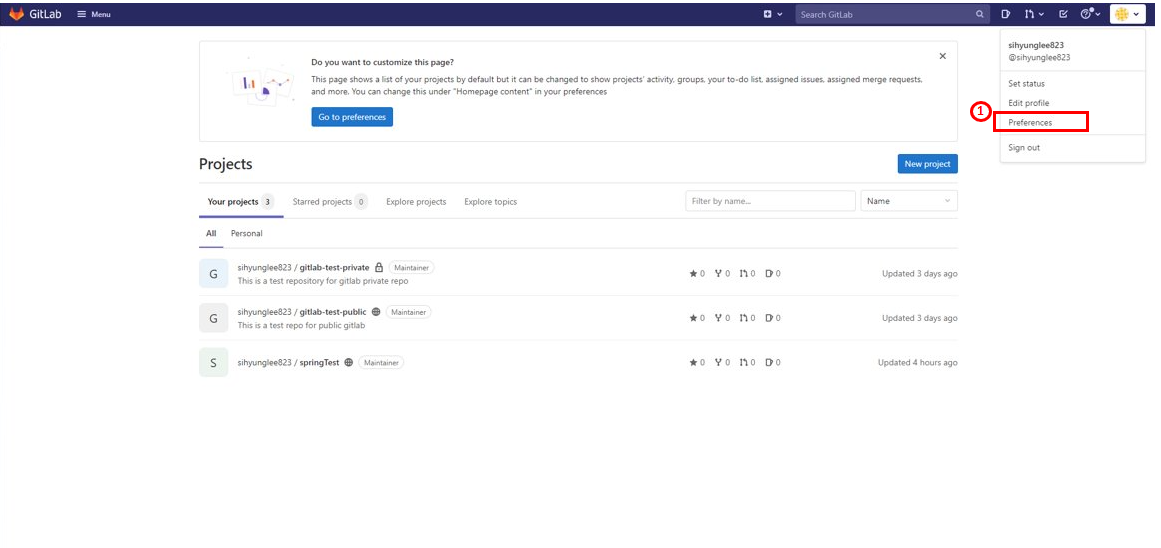 GitLab Menu Search GitLab
sihyunglee823
@sihyunglee823
Set status
Edit profile
1 Preferences
Sign out
Do you want to customize this page?
This page shows a list of your projects by default but it can be changed to show projects' activity, groups, your to-do list, assigned issues, assigned merge requests,
and more. You can change this under "Homepage content" in your preferences
Go to preferences
Projects
New project
Your projects 3 Starred projects 0 Explore projects Explore topics Filter by name... Name
All Personal
G sihyunglee823 / gitlab-test-private Maintainer
This is a test repository for gitlab private repo
0 0 0 0 Updated 3 days ago
G sihyunglee823 / gitlab-test-public Maintainer
This is a test repo for public gitlab
0 0 0 0 Updated 3 days ago
S sihyunglee823 / springTest Maintainer 0 0 0 0 Updated 4 hours ago